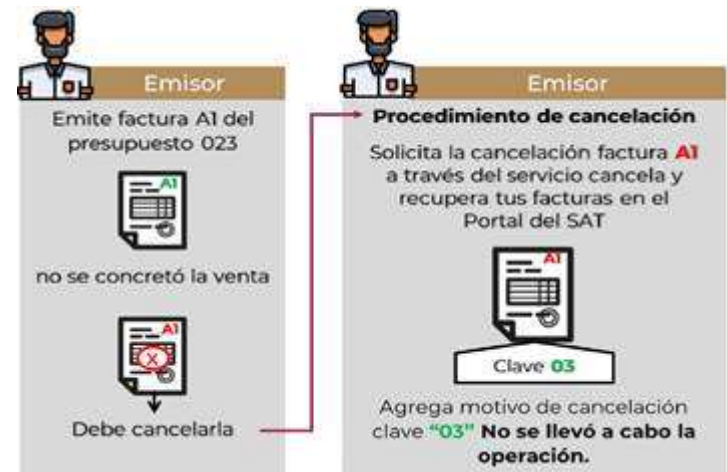 Emisor
Emite factura A1 del
presupuesto 023
A1
no se concretó la venta
A1
X
Debe cancelarla
Emisor
Procedimiento de cancelación
Solicita la cancelación factura A1
a través del servicio cancela y
recupera tus facturas en el
Portal del SAT
A1
Clave 03
Agrega motivo de cancelación
clave “03” No se llevó a cabo la
operación.